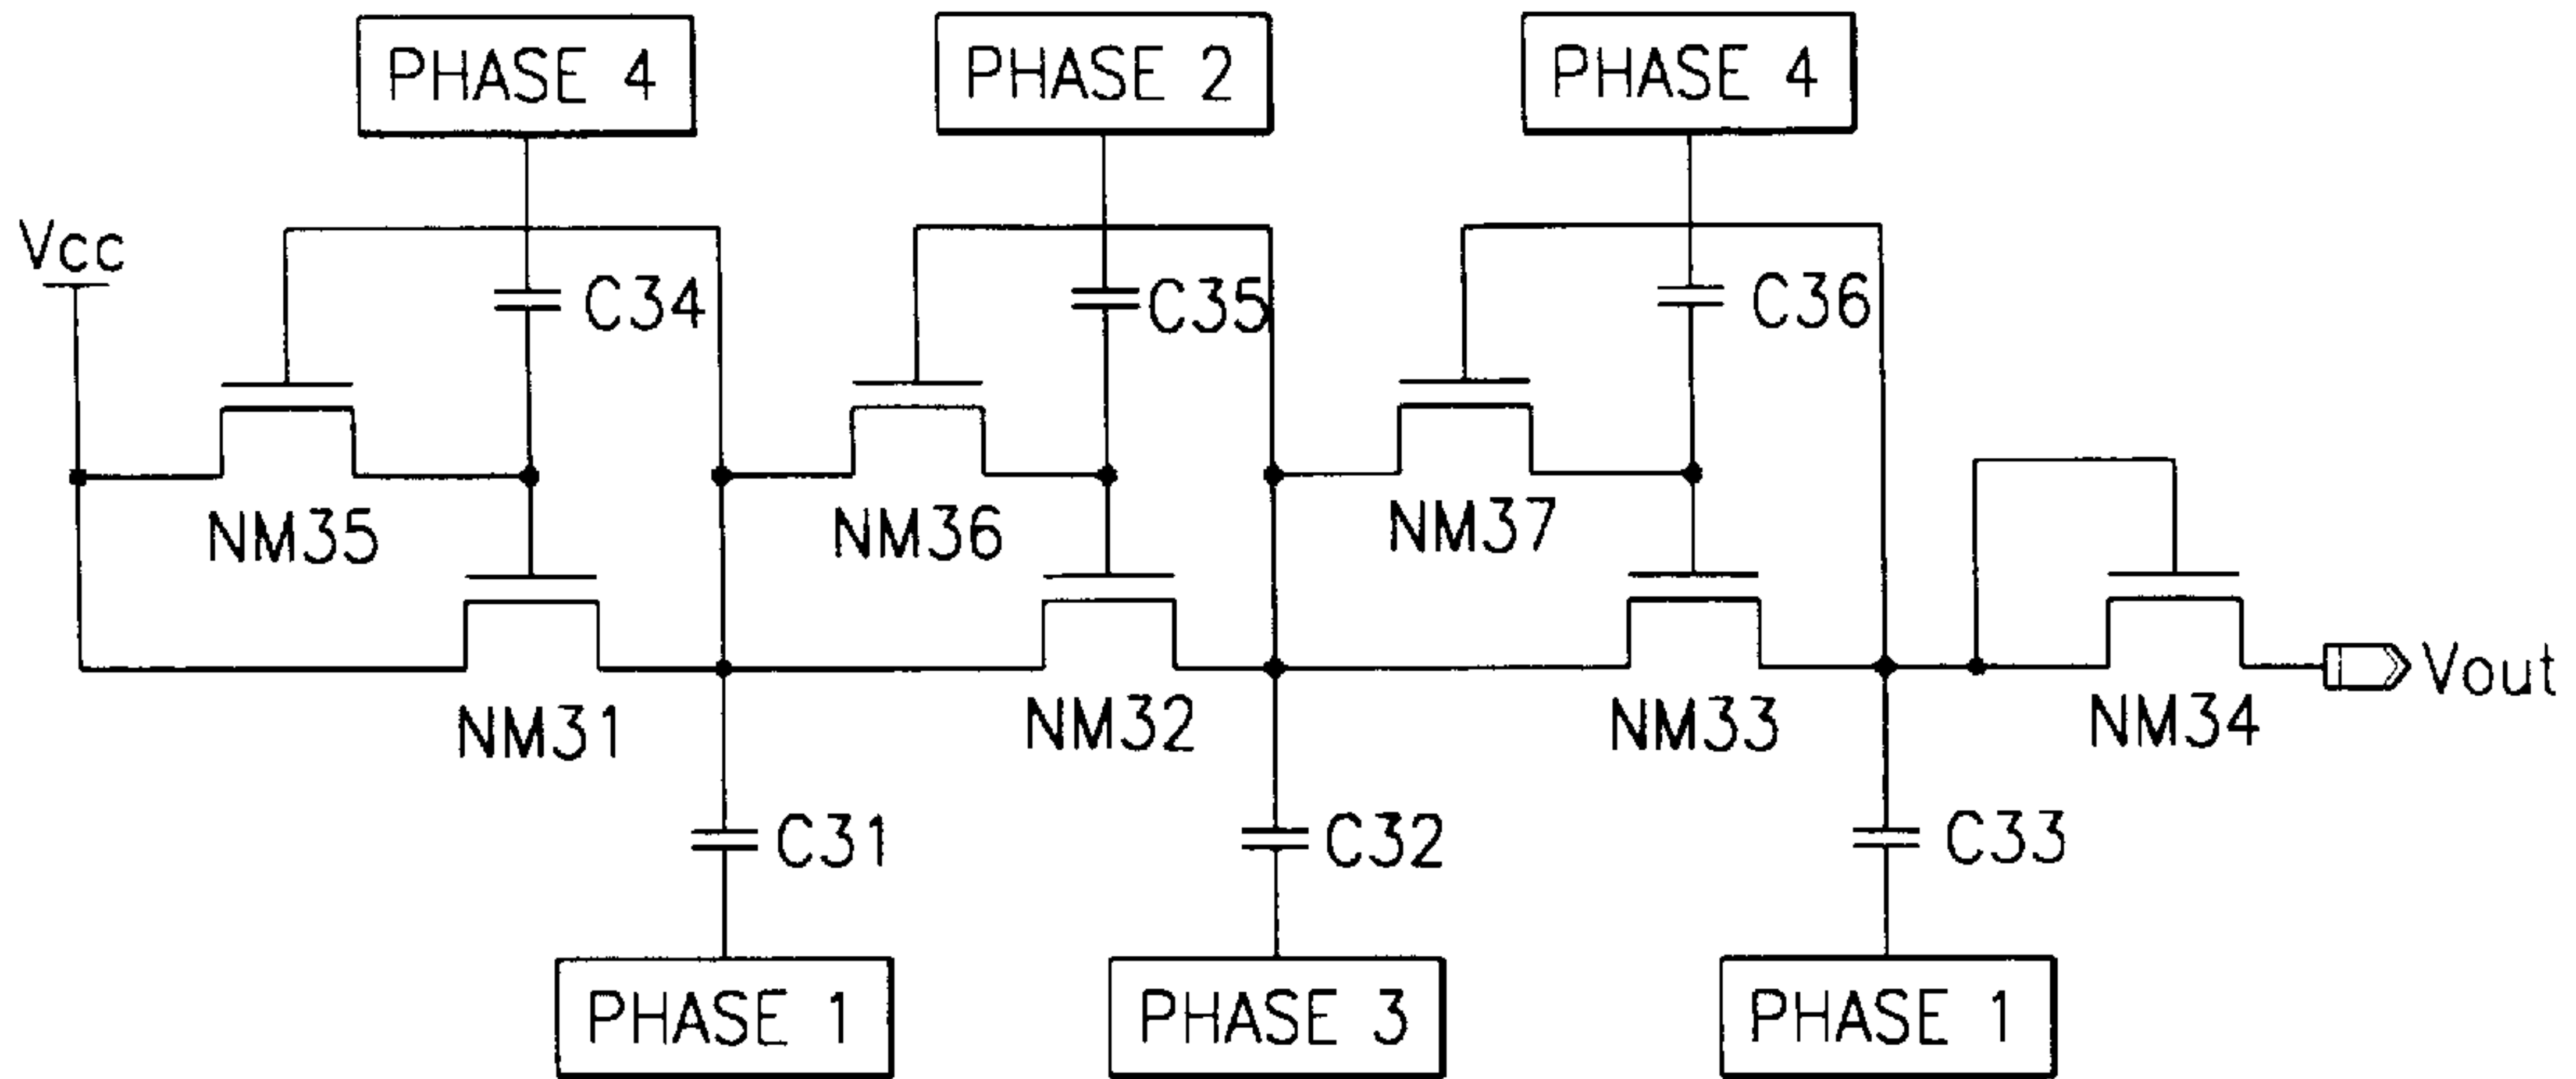 PHASE 4
PHASE 2
PHASE 4
Vcc
C34
C35
C36
NM35
NM36
NM37
NM31
NM32
NM33
NM34
Vout
C31
C32
C33
PHASE 1
PHASE 3
PHASE 1